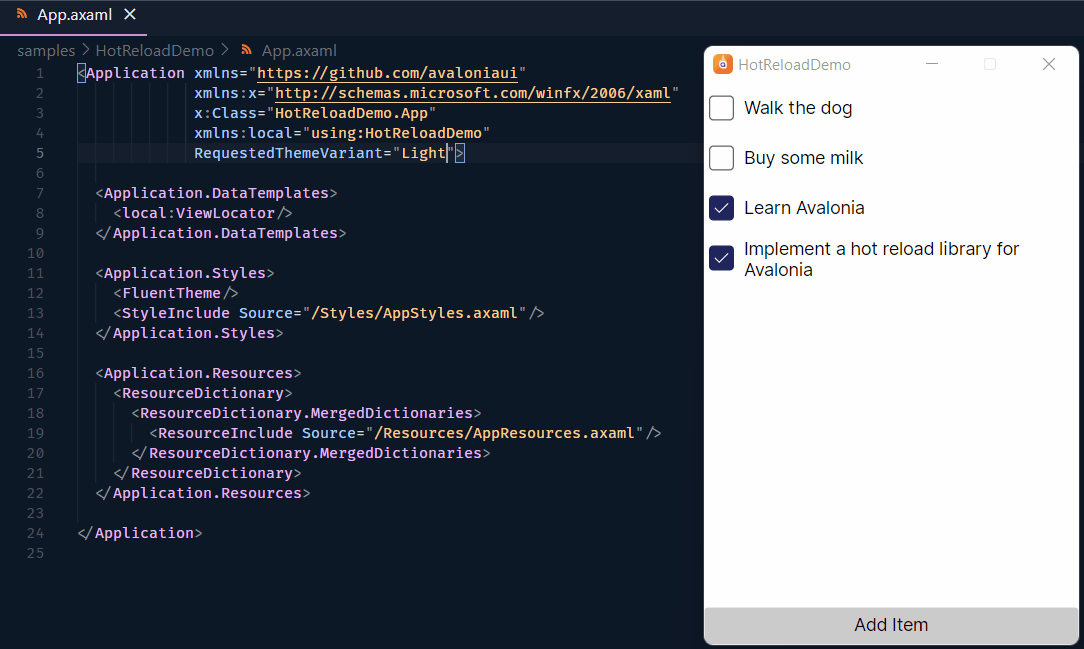 App.axaml
samples > HotReloadDemo > App.axaml
1 <Application xmlns="https://github.com/avaloniaui"
2 xmlns:x="http://schemas.microsoft.com/winfx/2006/xaml"
3 x:Class="HotReloadDemo.App"
4 xmlns:local="using:HotReloadDemo"
5 RequestedThemeVariant="Light">
6
7 <Application.DataTemplates>
8 <local:ViewLocator/>
9 </Application.DataTemplates>
10
11 <Application.Styles>
12 <FluentTheme/>
13 <StyleInclude Source="/Styles/AppStyles.axaml"/>
14 </Application.Styles>
15
16 <Application.Resources>
17 <ResourceDictionary>
18 <ResourceDictionary.MergedDictionaries>
19 <ResourceInclude Source="/Resources/AppResources.axaml"/>
20 </ResourceDictionary.MergedDictionaries>
21 </ResourceDictionary>
22 </Application.Resources>
23
24 </Application>
25
HotReloadDemo
Walk the dog
Buy some milk
Learn Avalonia
Implement a hot reload library for
Avalonia
Add Item